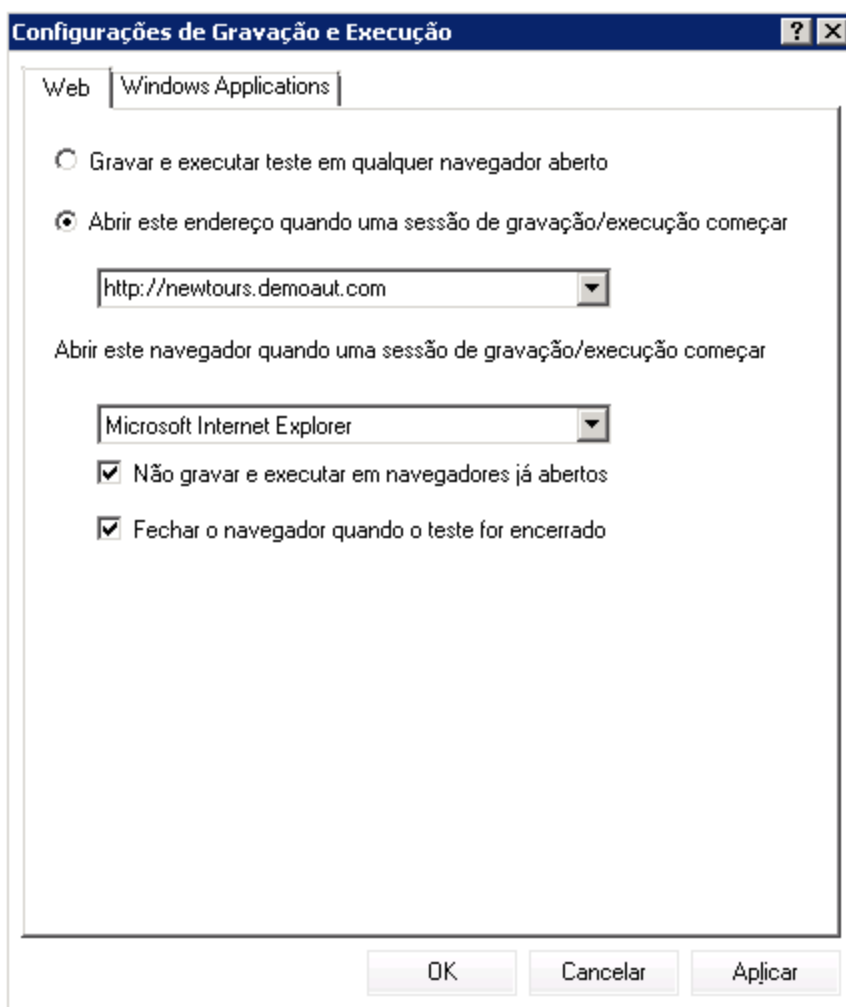 Configurações de Gravação e Execução
Web
Windows Applications
Gravar e executar teste em qualquer navegador aberto
Abrir este endereço quando uma sessão de gravação/execução começar
http://newtours.demoaut.com
Abrir este navegador quando uma sessão de gravação/execução começar
Microsoft Internet Explorer
Não gravar e executar em navegadores já abertos
Fechar o navegador quando o teste for encerrado
OK Cancelar Aplicar